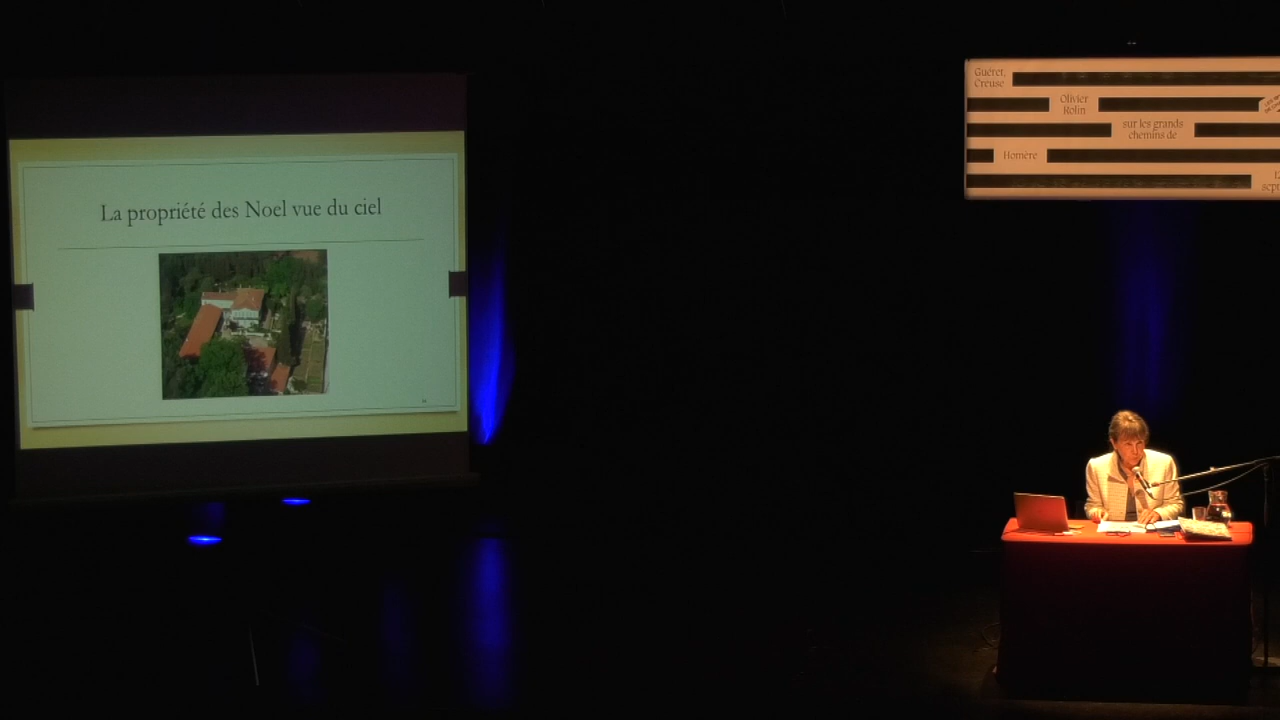 La propriété des Noel vue du ciel
Guéret,
Creuse
Olivier
Rolin
sur les grands
chemins de
Homère